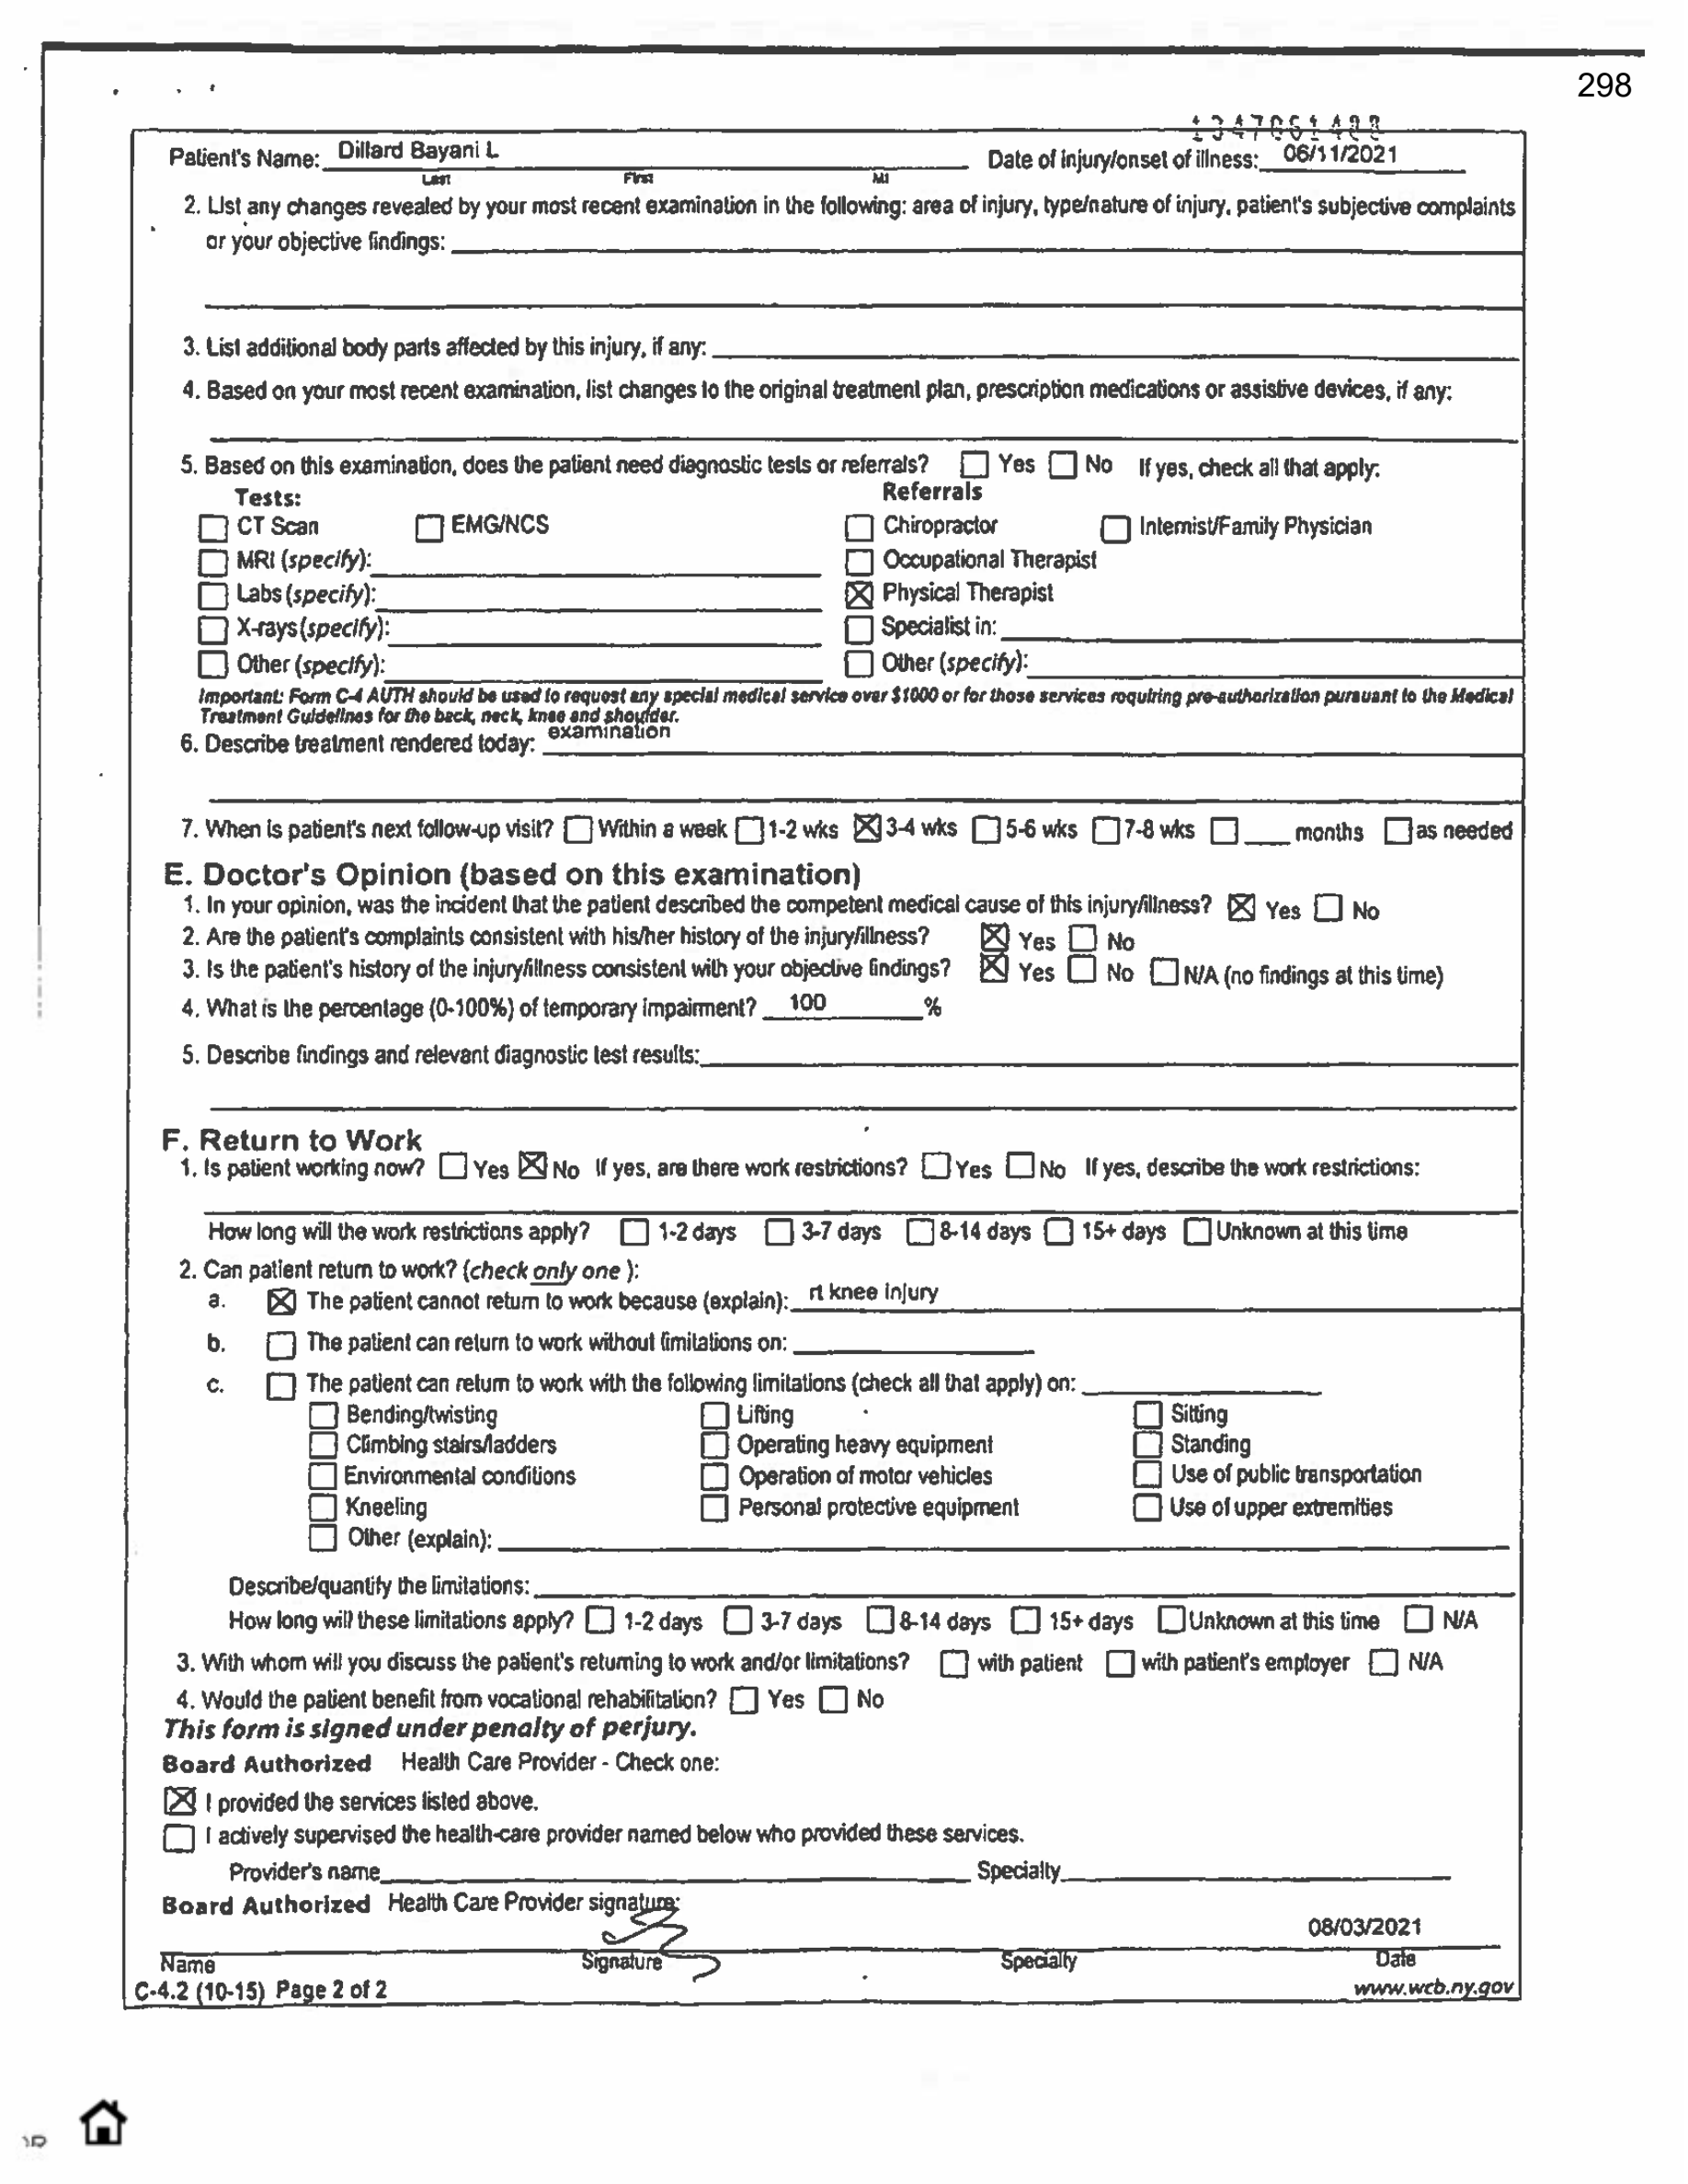 298
Patient's Name: Dillard Bayani L Date of injury/onset of illness: 06/11/2021
Last First MI
2. List any changes revealed by your most recent examination in the following: area of injury, type/nature of injury, patient's subjective complaints
or your objective findings:
3. List additional body parts affected by this injury, if any:
4. Based on your most recent examination, list changes to the original treatment plan, prescription medications or assistive devices, if any:
5. Based on this examination, does the patient need diagnostic tests or referrals? ☐ Yes ☐ No If yes, check all that apply:
Tests: Referrals
☐ CT Scan ☐ EMG/NCS ☐ Chiropractor ☐ Internist/Family Physician
☐ MRI (specify): ☐ Occupational Therapist
☐ Labs (specify): ☒ Physical Therapist
☐ X-rays (specify): ☐ Specialist in:
☐ Other (specify): ☐ Other (specify):
Important: Form C-4 AUTH should be used to request any special medical service over $1000 or for those services requiring pre-authorization pursuant to the Medical
Treatment Guidelines for the back, neck, knee and shoulder.
6. Describe treatment rendered today: examination
7. When is patient's next follow-up visit? ☐ Within a week ☐ 1-2 wks ☒ 3-4 wks ☐ 5-6 wks ☐ 7-8 wks ☐ ___ months ☐ as needed
E. Doctor's Opinion (based on this examination)
1. In your opinion, was the incident that the patient described the competent medical cause of this injury/illness? ☒ Yes ☐ No
2. Are the patient's complaints consistent with his/her history of the injury/illness? ☒ Yes ☐ No
3. Is the patient's history of the injury/illness consistent with your objective findings? ☒ Yes ☐ No ☐ N/A (no findings at this time)
4. What is the percentage (0-100%) of temporary impairment? 100 %
5. Describe findings and relevant diagnostic test results:
F. Return to Work
1. Is patient working now? ☐ Yes ☒ No If yes, are there work restrictions? ☐ Yes ☐ No If yes, describe the work restrictions:
How long will the work restrictions apply? ☐ 1-2 days ☐ 3-7 days ☐ 8-14 days ☐ 15+ days ☐ Unknown at this time
2. Can patient return to work? (check only one ):
a. ☒ The patient cannot return to work because (explain): rt knee injury
b. ☐ The patient can return to work without limitations on:
c. ☐ The patient can return to work with the following limitations (check all that apply) on:
☐ Bending/twisting ☐ Lifting ☐ Sitting
☐ Climbing stairs/ladders ☐ Operating heavy equipment ☐ Standing
☐ Environmental conditions ☐ Operation of motor vehicles ☐ Use of public transportation
☐ Kneeling ☐ Personal protective equipment ☐ Use of upper extremities
☐ Other (explain):
Describe/quantify the limitations:
How long will these limitations apply? ☐ 1-2 days ☐ 3-7 days ☐ 8-14 days ☐ 15+ days ☐ Unknown at this time ☐ N/A
3. With whom will you discuss the patient's returning to work and/or limitations? ☐ with patient ☐ with patient's employer ☐ N/A
4. Would the patient benefit from vocational rehabilitation? ☐ Yes ☐ No
This form is signed under penalty of perjury.
Board Authorized Health Care Provider - Check one:
☒ I provided the services listed above.
☐ I actively supervised the health-care provider named below who provided these services.
Provider's name Specialty
Board Authorized Health Care Provider signature:
08/03/2021
Name Signature Specialty Date
C-4.2 (10-15) Page 2 of 2 www.wcb.ny.gov